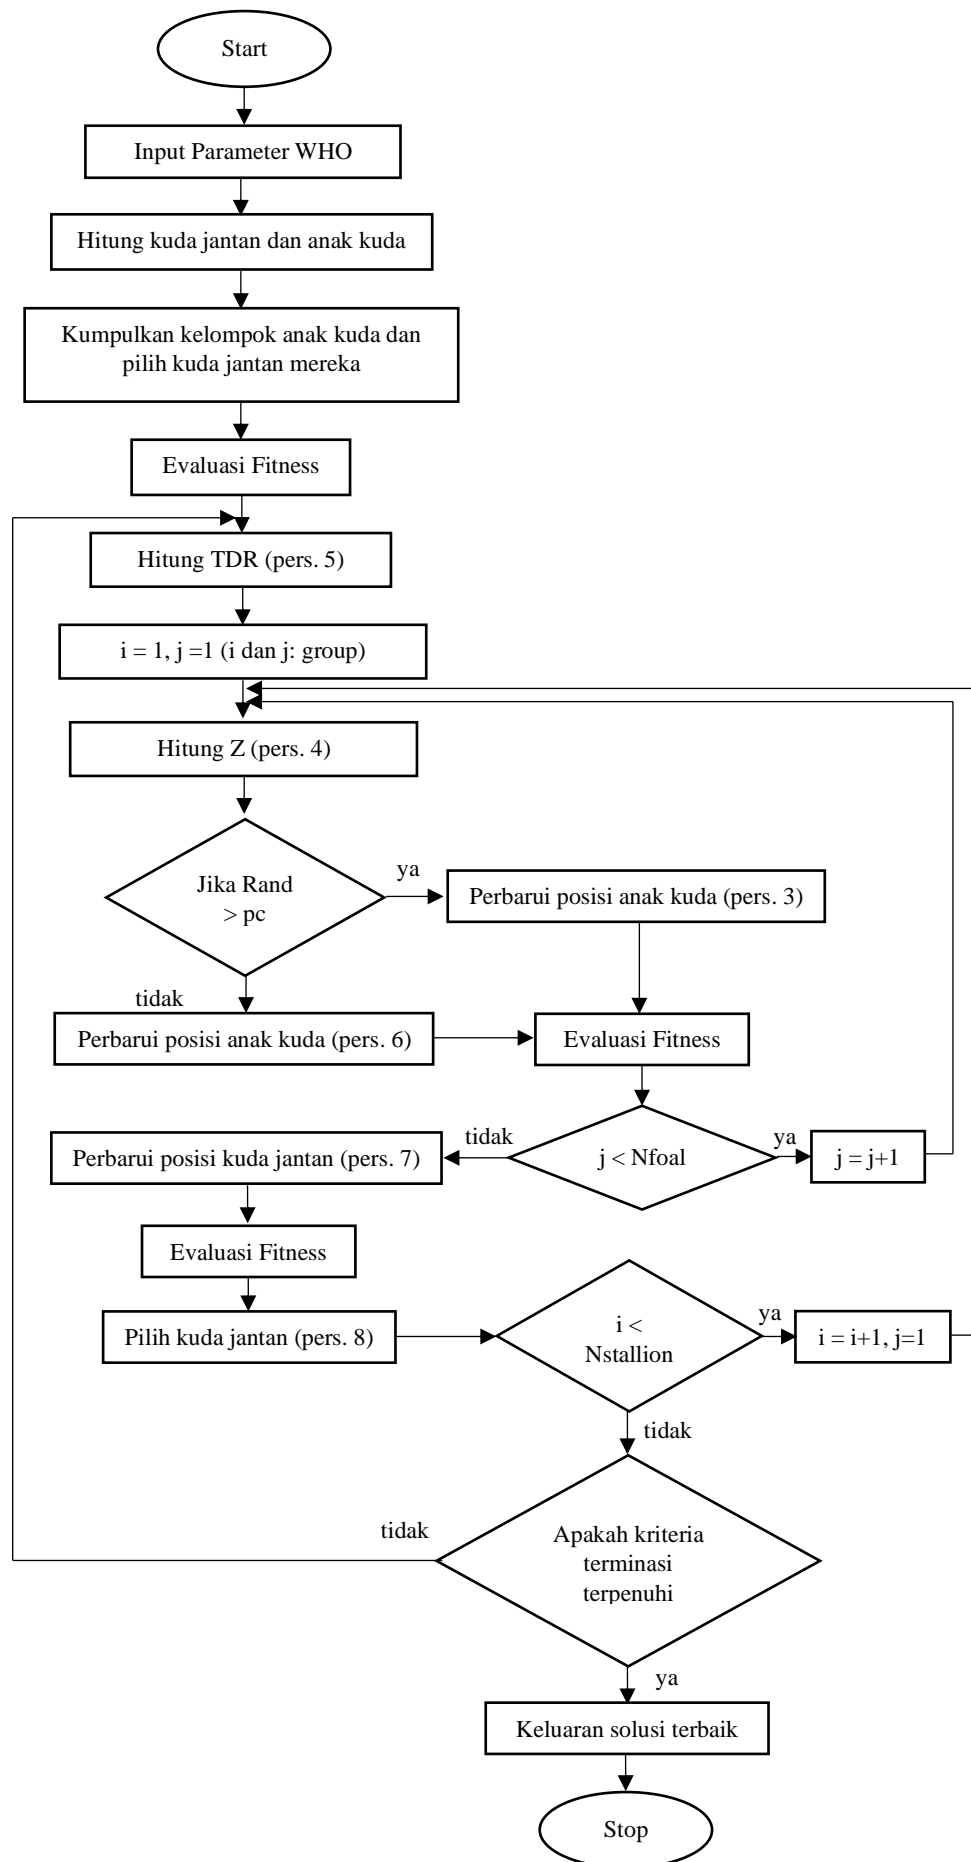 Start
Input Parameter WHO
Hitung kuda jantan dan anak kuda
Kumpulkan kelompok anak kuda dan
pilih kuda jantan mereka
Evaluasi Fitness
Hitung TDR (pers. 5)
i = 1, j =1 (i dan j: group)
Hitung Z (pers. 4)
Jika Rand
> pc
ya
Perbarui posisi anak kuda (pers. 3)
tidak
Perbarui posisi anak kuda (pers. 6)
Evaluasi Fitness
j < Nfoal
ya
j = j+1
tidak
Perbarui posisi kuda jantan (pers. 7)
Evaluasi Fitness
Pilih kuda jantan (pers. 8)
i <
Nstallion
ya
i = i+1, j=1
tidak
Apakah kriteria
terminasi
terpenuhi
tidak
ya
Keluaran solusi terbaik
Stop